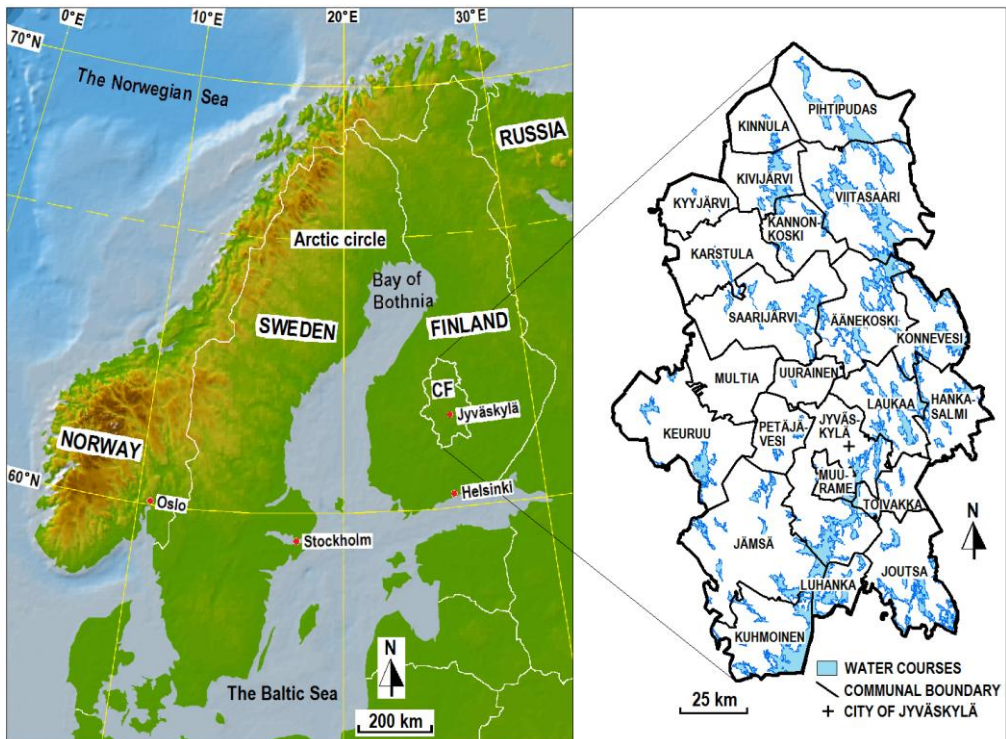 0°E
10°E
20°E
30°E
70°N
The Norwegian Sea
RUSSIA
Arctic circle
Bay of
Bothnia
SWEDEN
FINLAND
CF
Jyväskylä
NORWAY
60°N
Oslo
Helsinki
Stockholm
The Baltic Sea
N
200 km
PIHTIPUDAS
KINNULA
KIVIJÄRVI
VIITASAARI
KYYJÄRVI
KANNON-
KOSKI
KARSTULA
SAARIJÄRVI
ÄÄNEKOSKI
KONNEVESI
MULTIA
UURAINEN
LAUKAA
HANKA-
SALMI
KEURUU
PETÄJÄ-
VESI
JYVÄS-
KYLÄ
MUU-
RAME
TOIVAKKA
JÄMSÄ
LUHANKA
JOUTSA
KUHMOINEN
N
WATER COURSES
COMMUNAL BOUNDARY
CITY OF JYVÄSKYLÄ
25 km